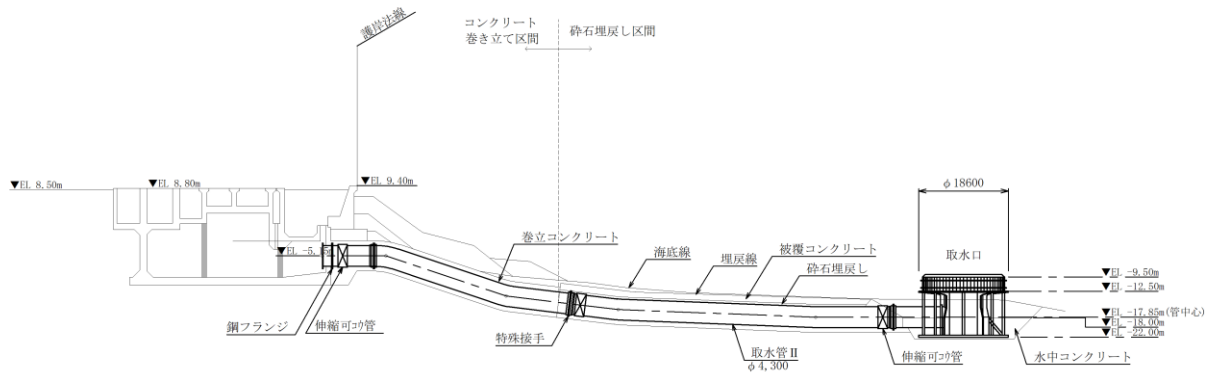 護岸法線
コンクリート
巻き立て区間
砕石埋戻し区間
▼EL 8.50m
▼EL 8.80m
▼EL 9.40m
φ18600
取水口
巻立コンクリート
海底線
埋戻線
被覆コンクリート
砕石埋戻し
▼EL -9.50m
▼EL -12.50m
▼EL -17.85m(管中心)
▼EL -18.00m
▼EL -22.00m
鋼フランジ
伸縮可ﾄｳ管
特殊接手
取水管Ⅱ
φ4,300
伸縮可ﾄｳ管
水中コンクリート